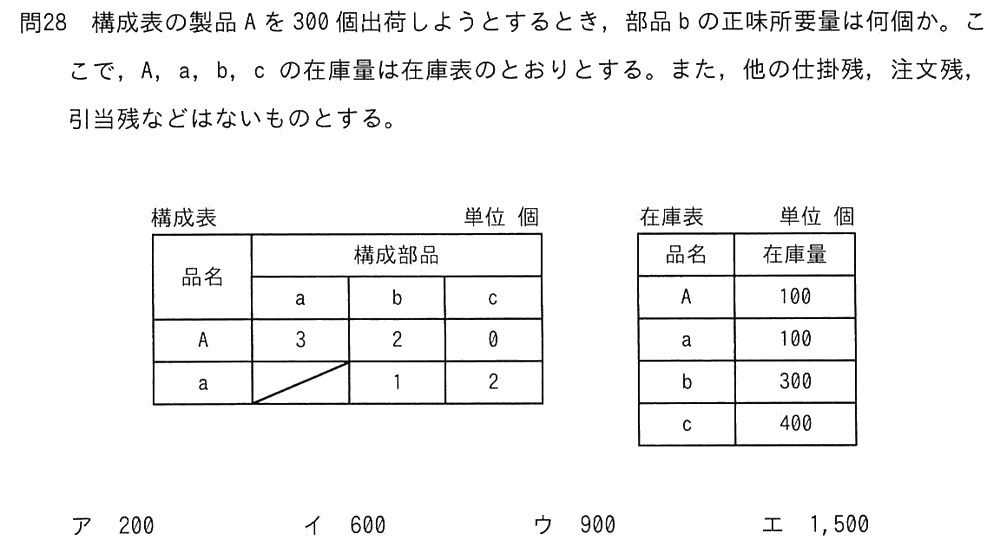 問28 構成表の製品Aを300個出荷しようとするとき，部品bの正味所要量は何個か。こ
こで，A，a，b，c の在庫量は在庫表のとおりとする。また，他の仕掛残，注文残，
引当残などはないものとする。
構成表 単位 個
品名 構成部品
a b c
A 3 2 0
a 1 2
在庫表 単位 個
品名 在庫量
A 100
a 100
b 300
c 400
ア 200 イ 600 ウ 900 エ 1,500